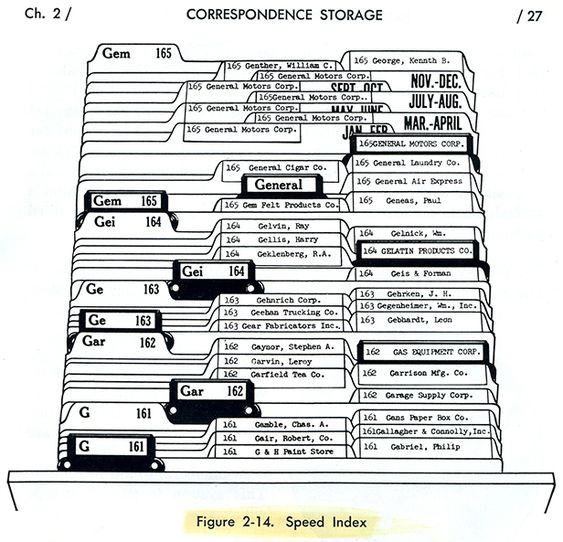 Ch. 2 / CORRESPONDENCE STORAGE / 27
Gem 165
165 Genther, William C.
165 George, Kennth B.
165 General Motors Corp.
NOV.-DEC.
165 General Motors Corp.
SEPT.-OCT.
165General Motors Corp.
JULY-AUG.
165 General Motors Corp.
MAY-JUNE
165 General Motors Corp.
MAR.-APRIL
165 General Motors Corp.
JAN.-FEB.
165GENERAL MOTORS CORP.
165 General Cigar Co.
165 General Laundry Co.
General
165 General Air Express
Gem 165
165 Gem Felt Products Co.
165 Geneas, Paul
Gei 164
164 Gelvin, Ray
164 Gelnick, Wm.
164 Gellis, Harry
164 GELATIN PRODUCTS CO.
164 Geklenberg, R.A.
Gei 164
164 Geis & Forman
Ge 163
163 Gehnrich Corp.
163 Gehrken, J. H.
163 Geehan Trucking Co.
163 Gegenheimer, Wm., Inc.
Ge 163
163 Gear Fabricators Inc.
163 Gebhardt, Leon
Gar 162
162 Gaynor, Stephen A.
162 GAS EQUIPMENT CORP.
162 Garvin, Leroy
162 Garfield Tea Co.
162 Garrison Mfg. Co.
Gar 162
162 Garage Supply Corp.
G 161
161 Gamble, Chas. A.
161 Gans Paper Box Co.
161 Gair, Robert, Co.
161Gallagher & Connolly,Inc.
G 161
161 G & H Paint Store
161 Gabriel, Philip
Figure 2-14. Speed Index